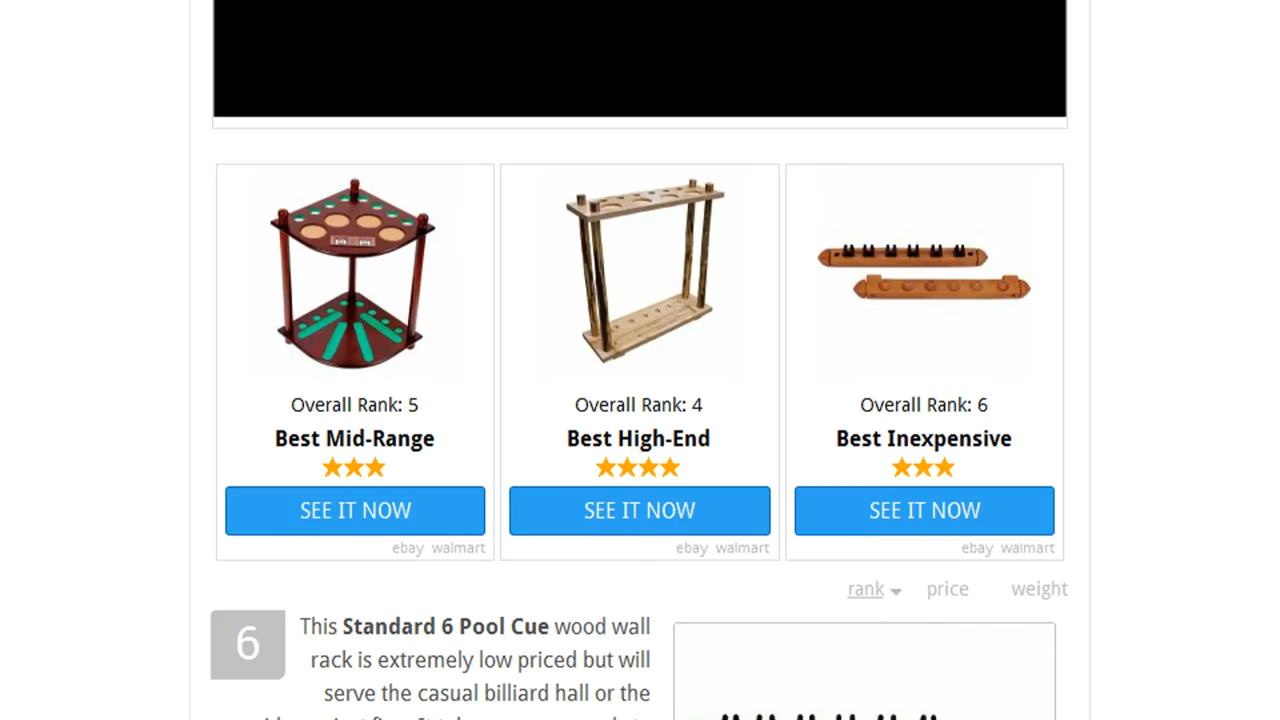 Overall Rank: 5
Best Mid-Range
SEE IT NOW
ebay walmart
Overall Rank: 4
Best High-End
SEE IT NOW
ebay walmart
Overall Rank: 6
Best Inexpensive
SEE IT NOW
ebay walmart
rank price weight
6
This Standard 6 Pool Cue wood wall
rack is extremely low priced but will
serve the casual billiard hall or the